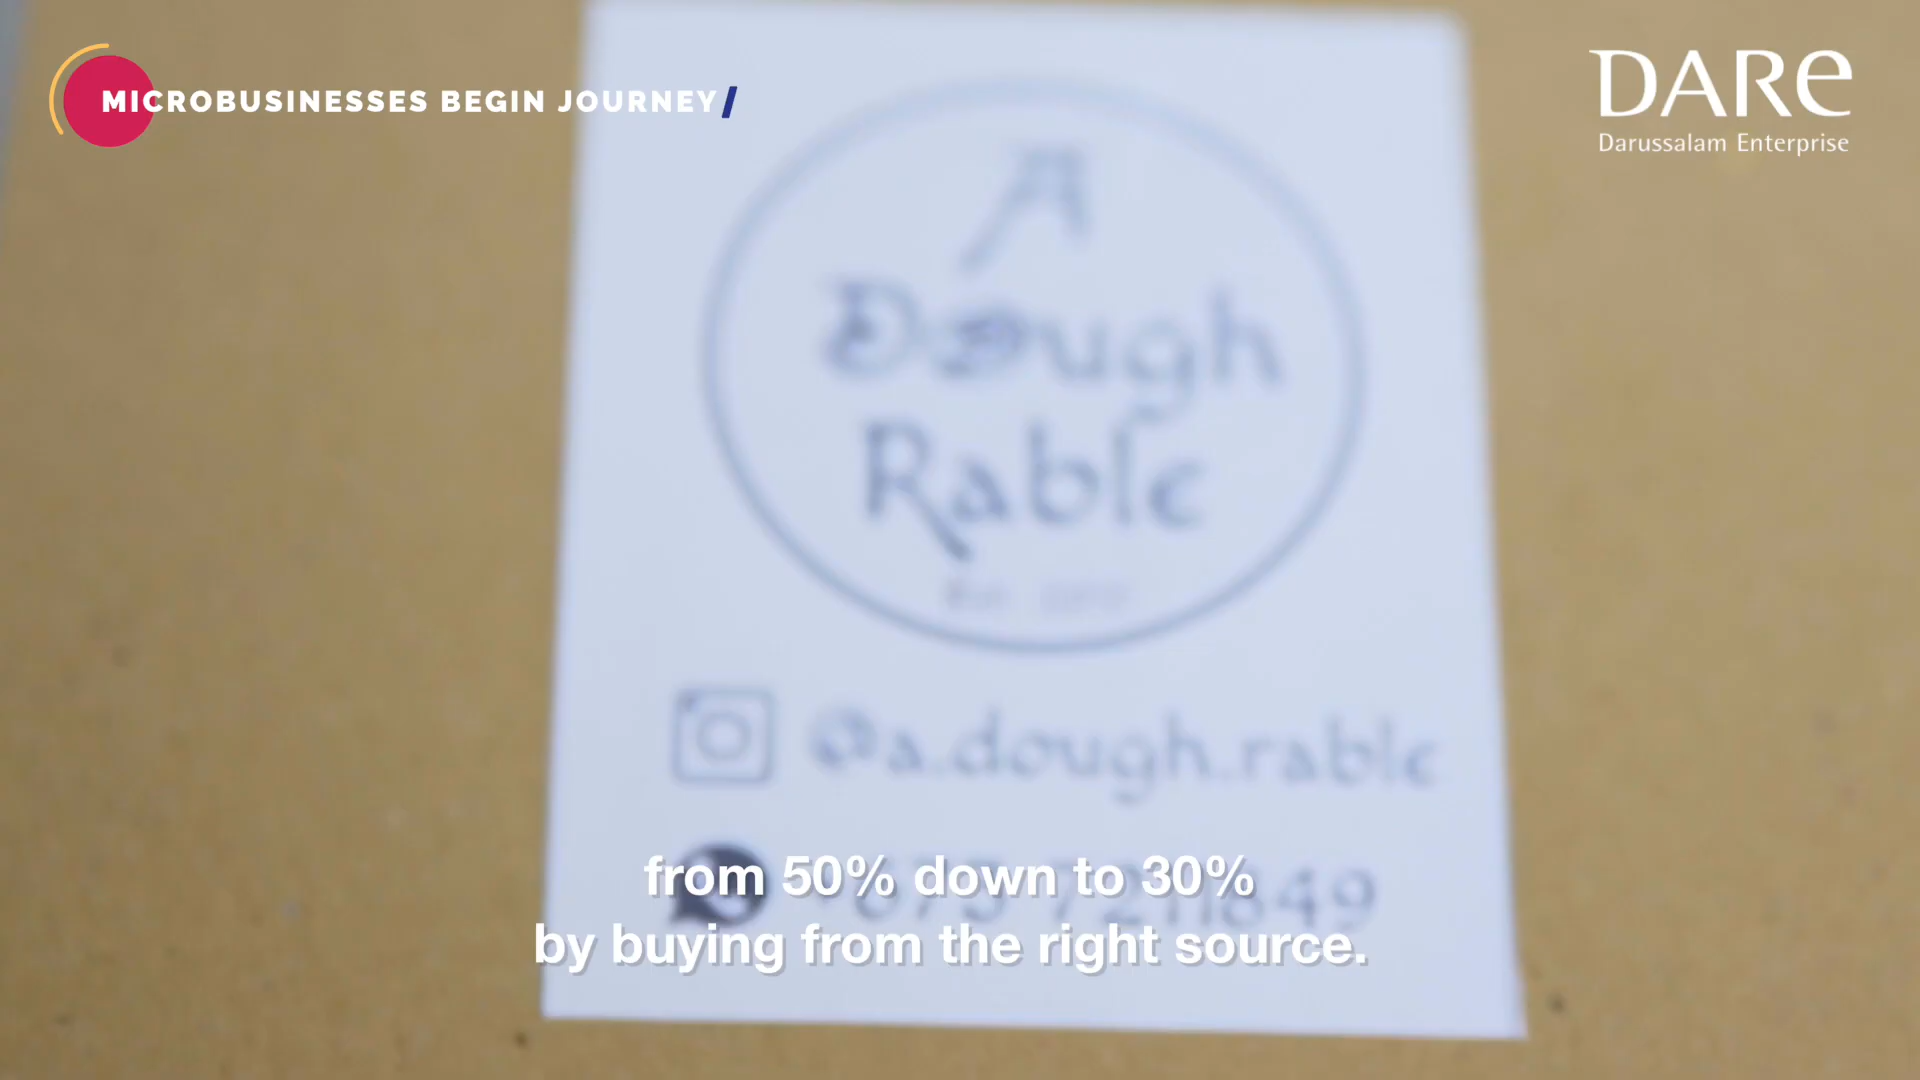 MICROBUSINESSES BEGIN JOURNEY/
DARe
Darussalam Enterprise
A
Dough
Rable
@a.dough.rable
from 50% down to 30%
by buying from the right source.